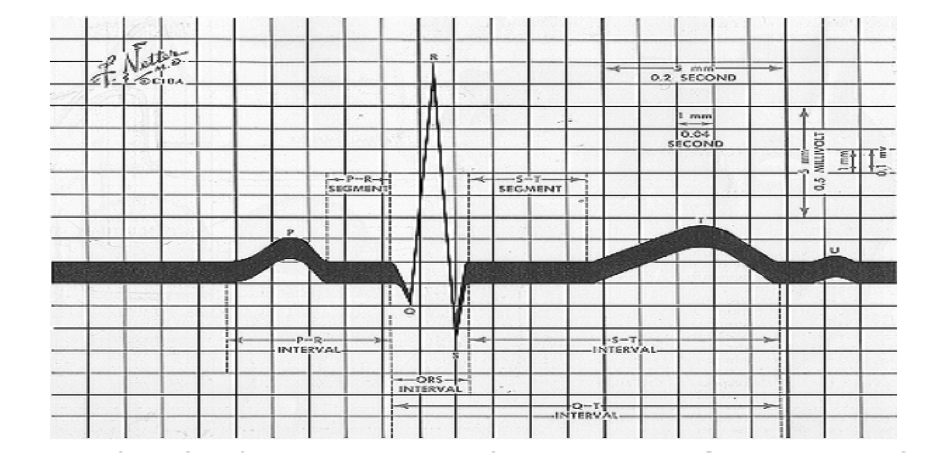 F. Netter
M.D.
©CIBA
R
5 mm
0.2 SECOND
1 mm
0.04
SECOND
5 mm
0.5 MILLIVOLT
1 mm
0.1 mv
P–R
SEGMENT
S–T
SEGMENT
P
T
U
Q
S
P–R
INTERVAL
S–T
INTERVAL
QRS
INTERVAL
Q–T
INTERVAL